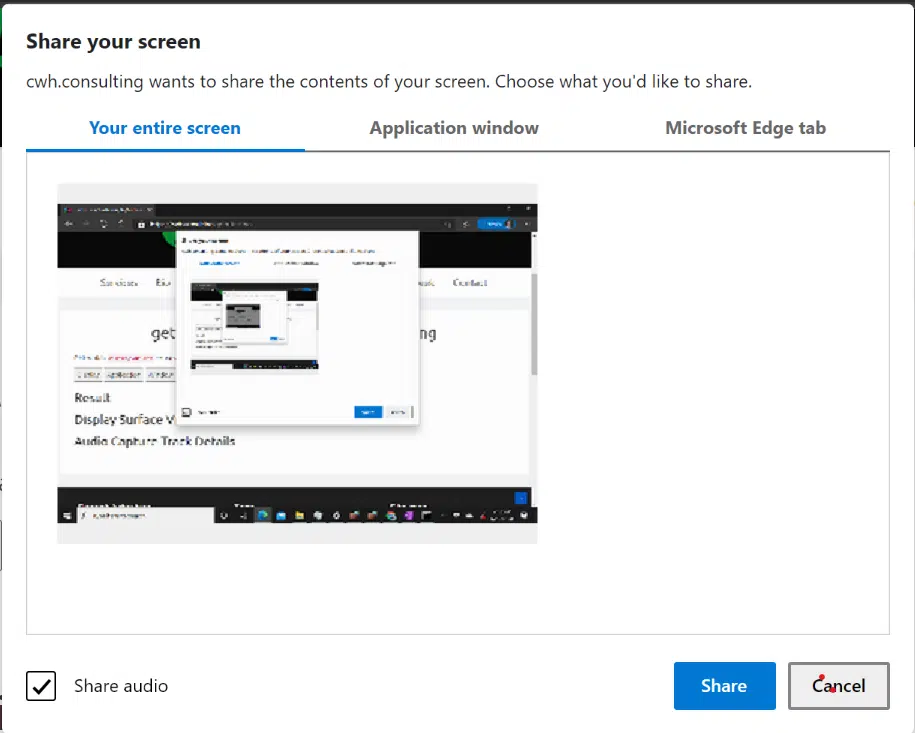 Share your screen
cwh.consulting wants to share the contents of your screen. Choose what you'd like to share.
Your entire screen
Application window
Microsoft Edge tab
Services
Contact
get
ng
Result
Display Surface V
Audio Capture Track Details
Share audio
Share
Cancel